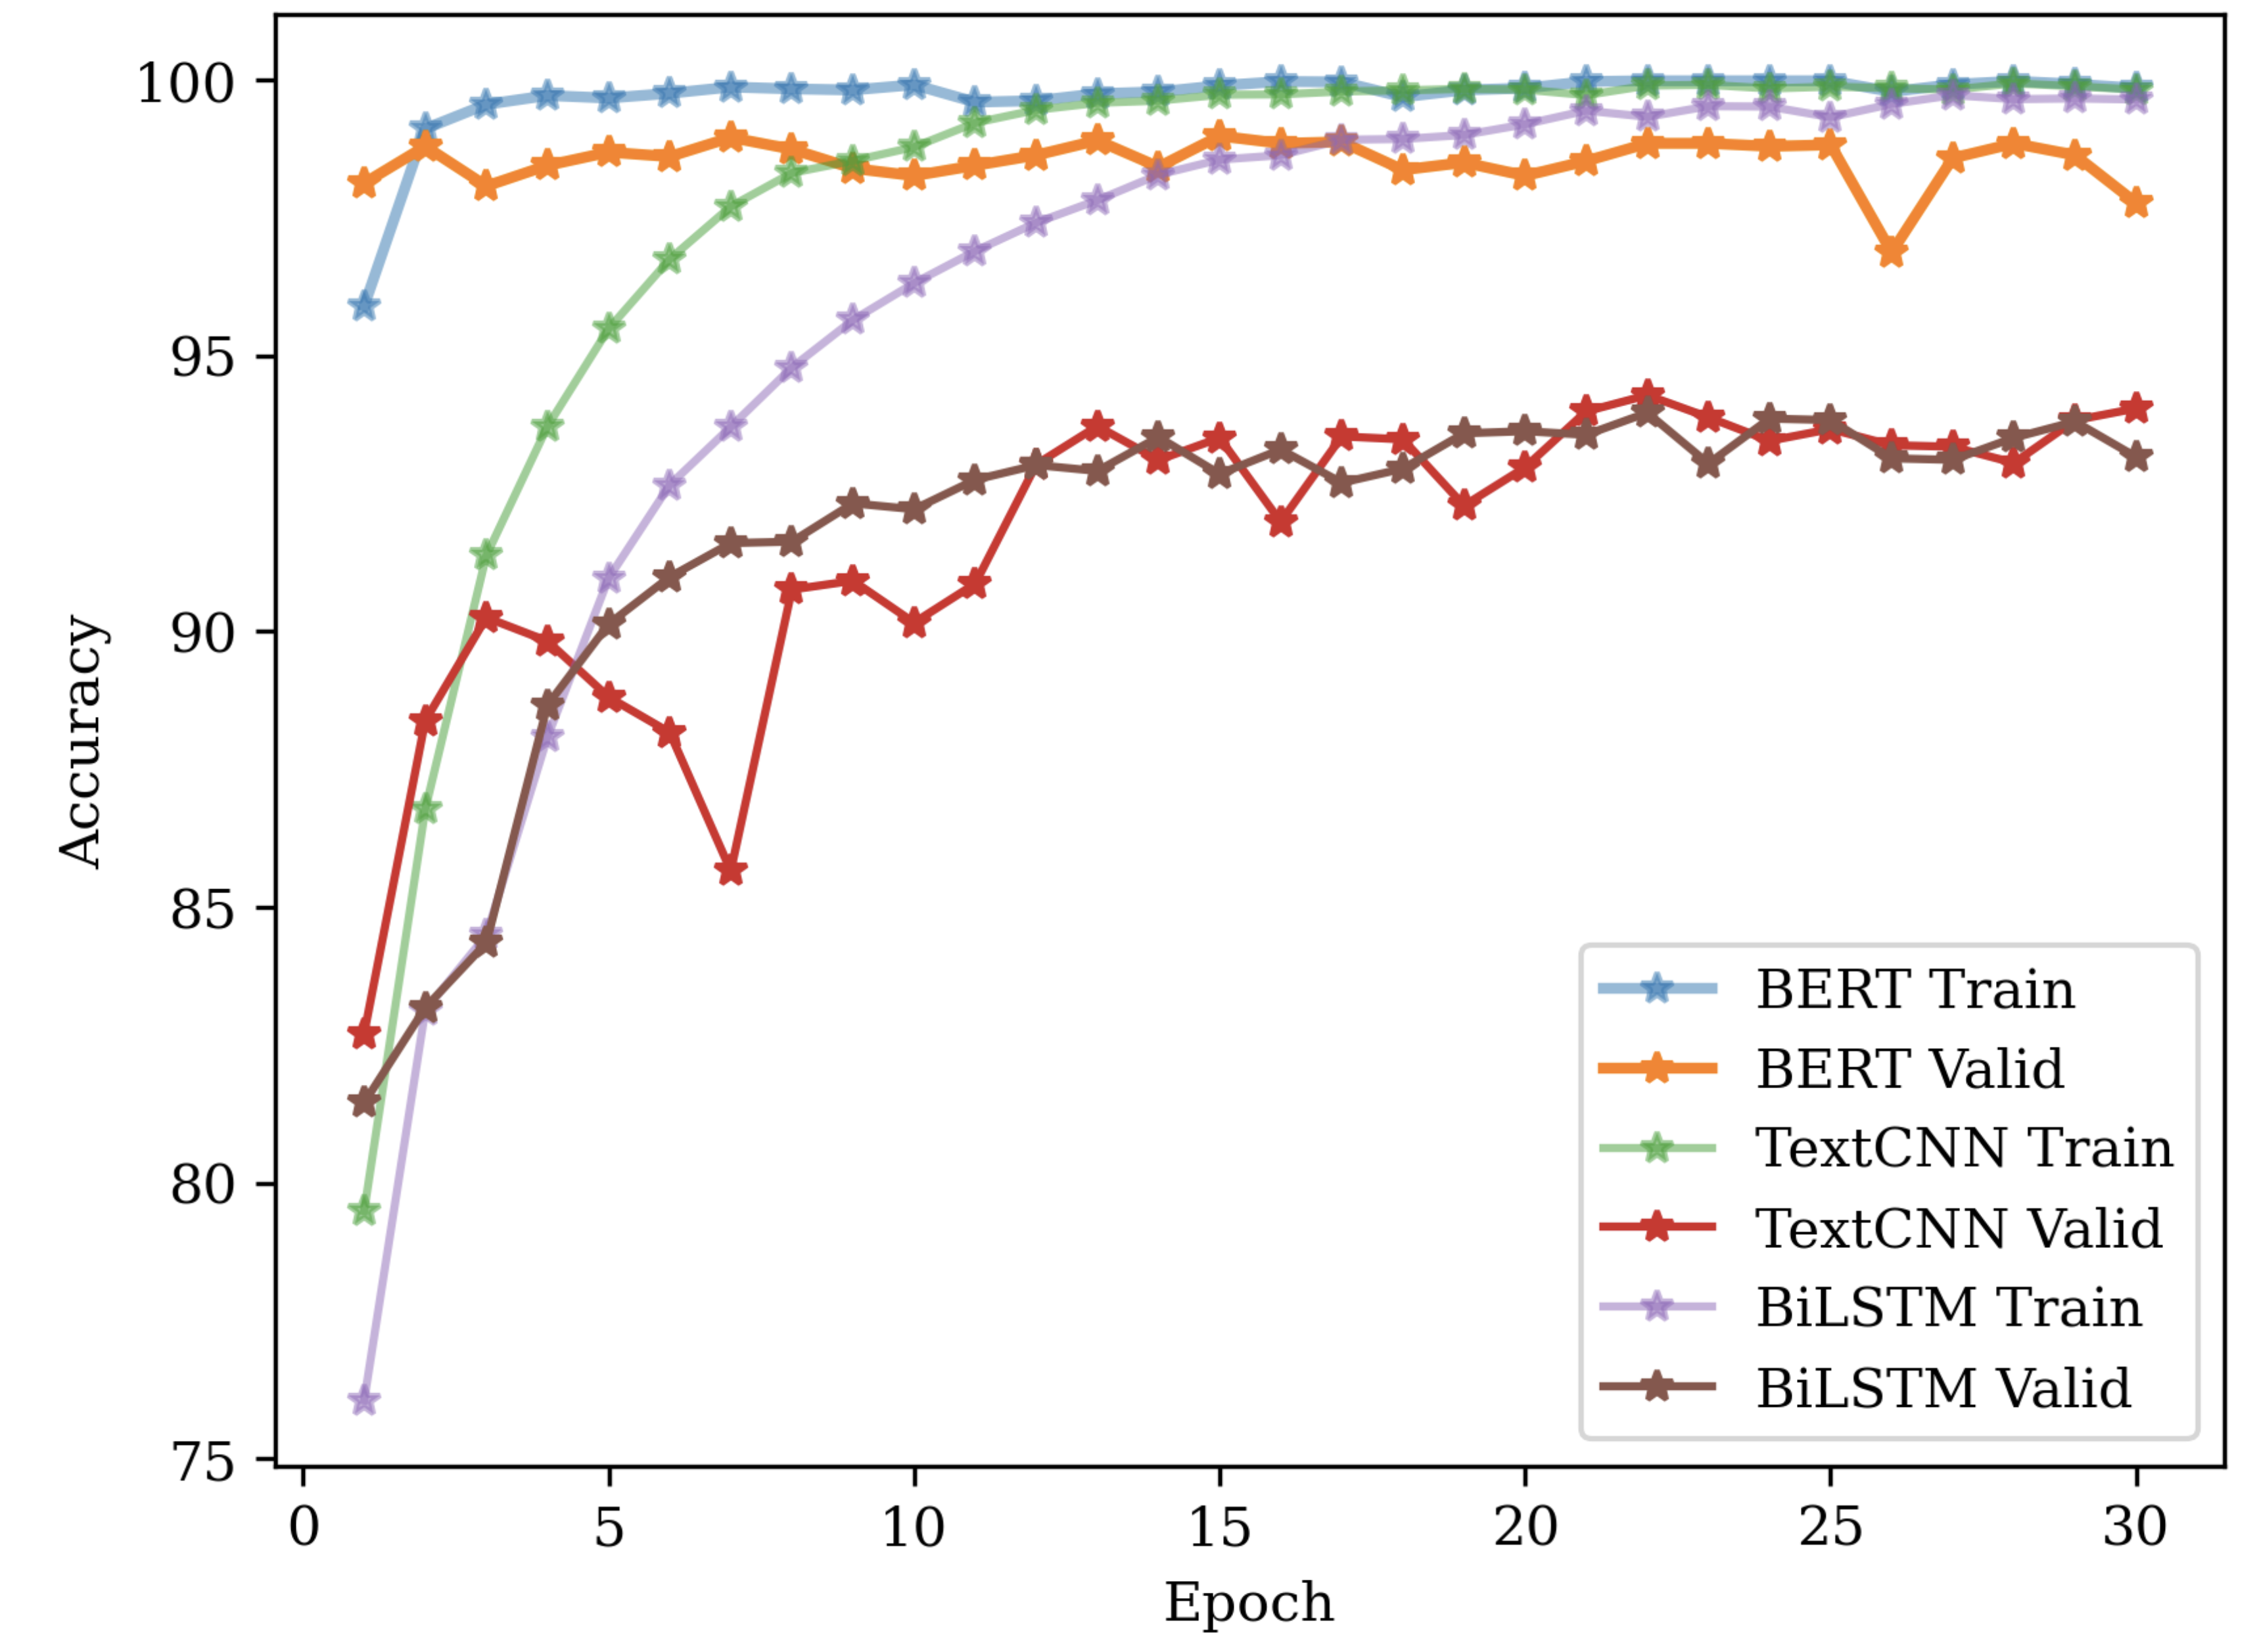 100
95
90
85
80
75
Accuracy
BERT Train
BERT Valid
TextCNN Train
TextCNN Valid
BiLSTM Train
BiLSTM Valid
0 5 10 15 20 25 30
Epoch